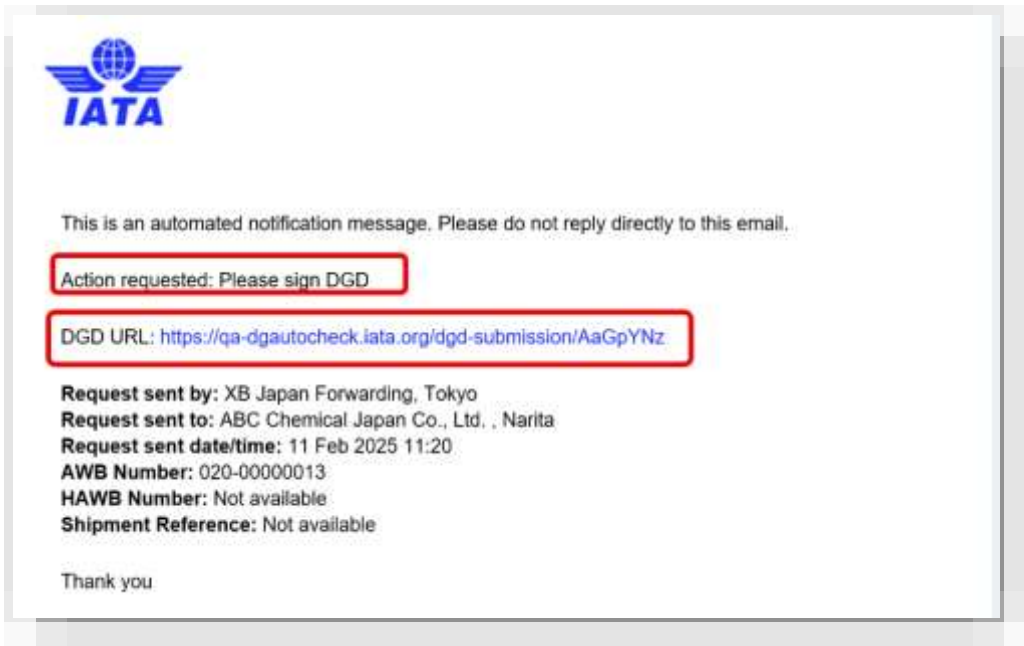 IATA
This is an automated notification message. Please do not reply directly to this email.
Action requested: Please sign DGD
DGD URL: https://qa-dgautocheck.iata.org/dgd-submission/AaGpYNz
Request sent by: XB Japan Forwarding, Tokyo
Request sent to: ABC Chemical Japan Co., Ltd. , Narita
Request sent date/time: 11 Feb 2025 11:20
AWB Number: 020-00000013
HAWB Number: Not available
Shipment Reference: Not available
Thank you